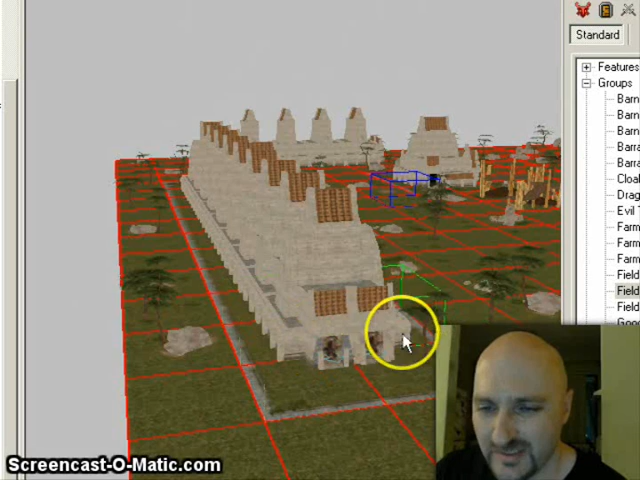 Standard
Features
Groups
Barn
Barn
Barra
Barra
Cloal
Drag
Evil T
Farm
Farm
Farm
Field
Field
Field
Screencast-O-Matic.com